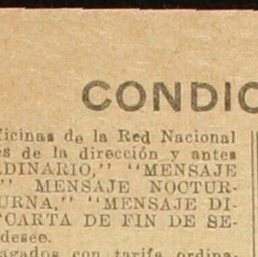 CONDIC
ficinas de la Red Nacional
es de la dirección y antes
DINARIO," "MENSAJE
" MENSAJE NOCTUR-
URNA," "MENSAJE DI-
"CARTA DE FIN DE SE-
deseo.
agados con tarifa ordina-